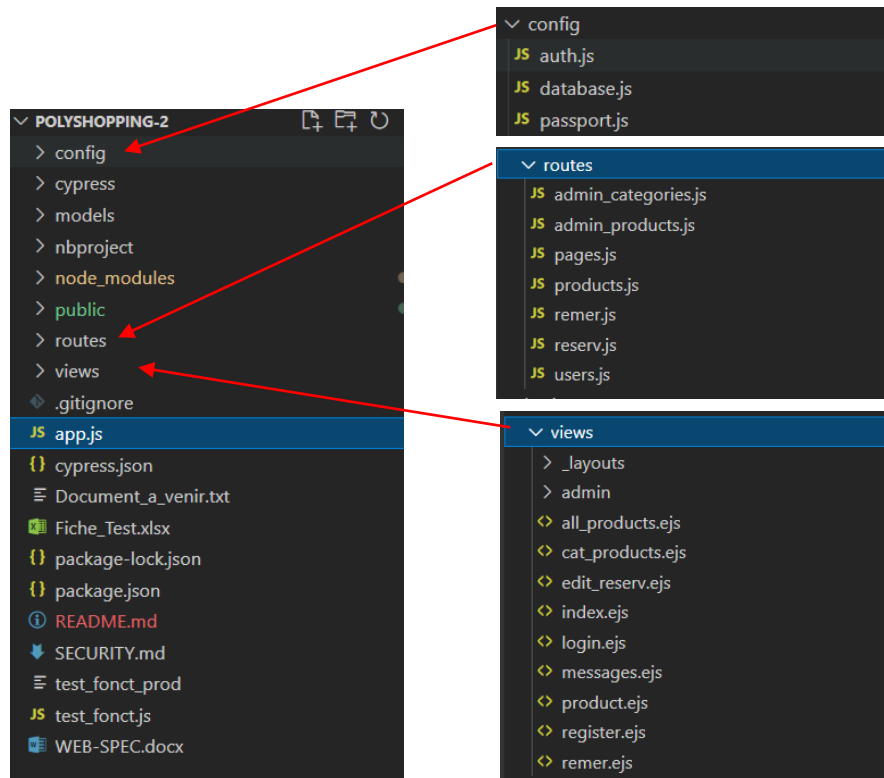 POLYSHOPPING-2
config
cypress
models
nbproject
node_modules
public
routes
views
.gitignore
JS app.js
{} cypress.json
Document_a_venir.txt
Fiche_Test.xlsx
{} package-lock.json
{} package.json
README.md
SECURITY.md
test_fonct_prod
JS test_fonct.js
WEB-SPEC.docx
config
JS auth.js
JS database.js
JS passport.js
routes
JS admin_categories.js
JS admin_products.js
JS pages.js
JS products.js
JS remer.js
JS reserv.js
JS users.js
views
_layouts
admin
<> all_products.ejs
<> cat_products.ejs
<> edit_reserv.ejs
<> index.ejs
<> login.ejs
<> messages.ejs
<> product.ejs
<> register.ejs
<> remer.ejs